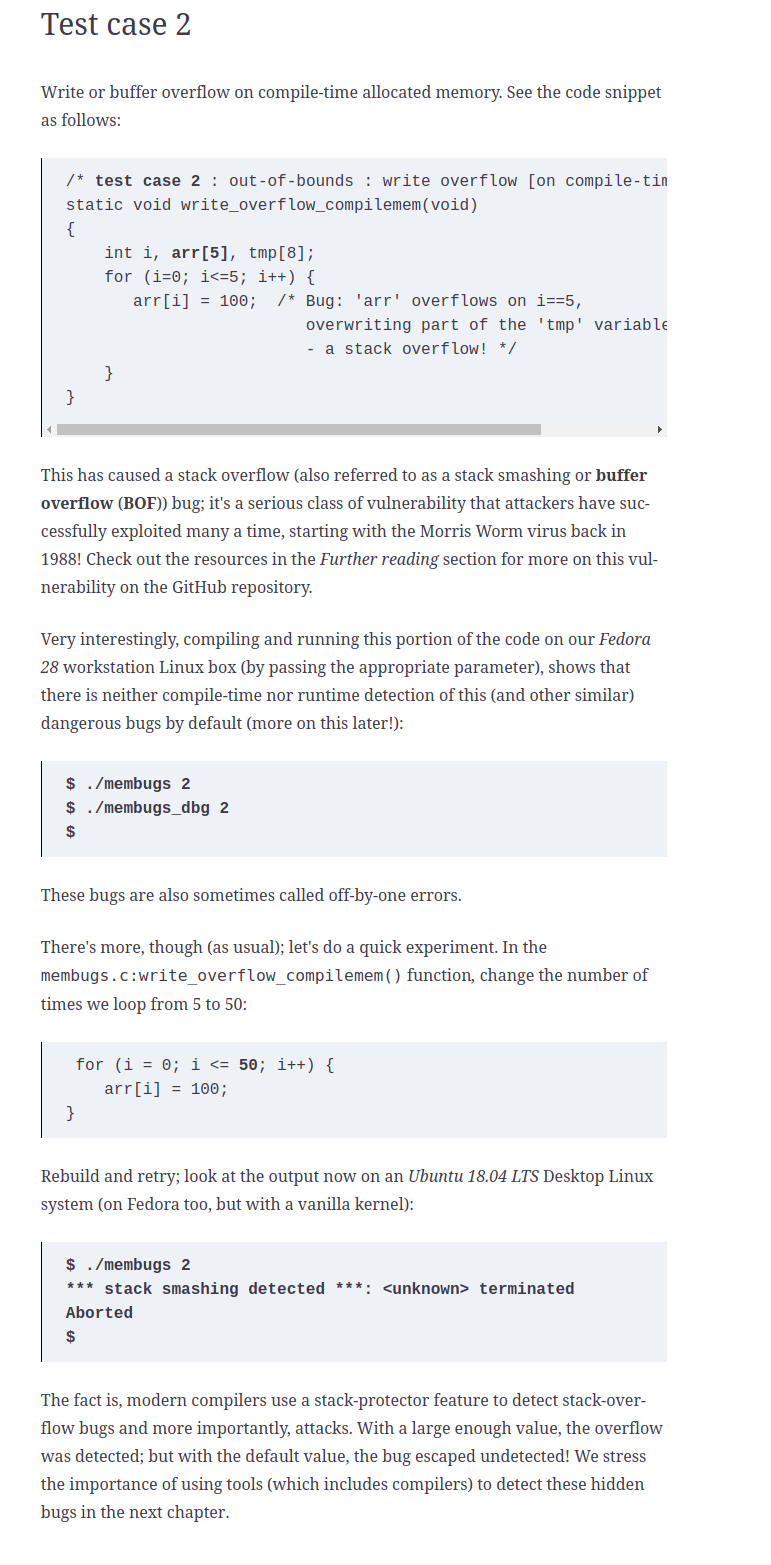 Test case 2
Write or buffer overflow on compile-time allocated memory. See the code snippet
as follows:
/* test case 2 : out-of-bounds : write overflow [on compile-tim
static void write_overflow_compilemem(void)
{
    int i, arr[5], tmp[8];
    for (i=0; i<=5; i++) {
       arr[i] = 100;  /* Bug: 'arr' overflows on i==5,
                         overwriting part of the 'tmp' variable
                         - a stack overflow! */
    }
}
This has caused a stack overflow (also referred to as a stack smashing or buffer
overflow (BOF)) bug; it's a serious class of vulnerability that attackers have suc-
cessfully exploited many a time, starting with the Morris Worm virus back in
1988! Check out the resources in the Further reading section for more on this vul-
nerability on the GitHub repository.
Very interestingly, compiling and running this portion of the code on our Fedora
28 workstation Linux box (by passing the appropriate parameter), shows that
there is neither compile-time nor runtime detection of this (and other similar)
dangerous bugs by default (more on this later!):
$ ./membugs 2
$ ./membugs_dbg 2
$
These bugs are also sometimes called off-by-one errors.
There's more, though (as usual); let's do a quick experiment. In the
membugs.c:write_overflow_compilemem() function, change the number of
times we loop from 5 to 50:
 for (i = 0; i <= 50; i++) {
    arr[i] = 100;
}
Rebuild and retry; look at the output now on an Ubuntu 18.04 LTS Desktop Linux
system (on Fedora too, but with a vanilla kernel):
$ ./membugs 2
*** stack smashing detected ***: <unknown> terminated
Aborted
$
The fact is, modern compilers use a stack-protector feature to detect stack-over-
flow bugs and more importantly, attacks. With a large enough value, the overflow
was detected; but with the default value, the bug escaped undetected! We stress
the importance of using tools (which includes compilers) to detect these hidden
bugs in the next chapter.